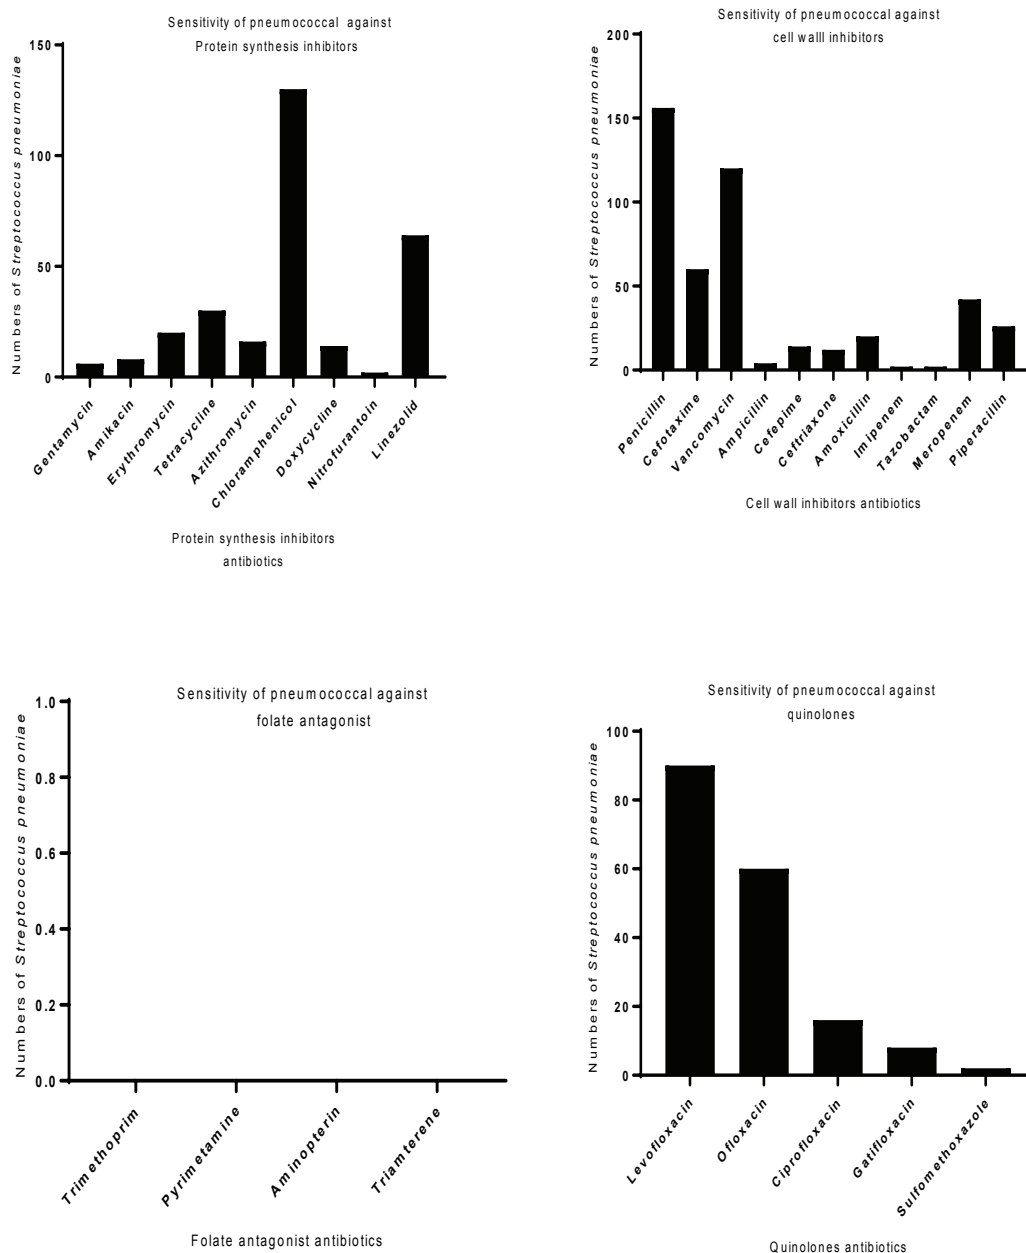 Sensitivity of pneumococcal against
Protein synthesis inhibitors
Numbers of Streptococcus pneumoniae
150
100
50
0
Gentamycin
Amikacin
Erythromycin
Tetracycline
Azithromycin
Chloramphenicol
Doxycycline
Nitrofurantoin
Linezolid
Protein synthesis inhibitors
antibiotics
Sensitivity of pneumococcal against
cell walll inhibitors
Numbers of Streptococcus pneumoniae
200
150
100
50
0
Penicillin
Cefotaxime
Vancomycin
Ampicillin
Cefepime
Ceftriaxone
Amoxicillin
Imipenem
Tazobactam
Meropenem
Piperacillin
Cell wall inhibitors antibiotics
Sensitivity of pneumococcal against
folate antagonist
Numbers of Streptococcus pneumoniae
1.0
0.8
0.6
0.4
0.2
0.0
Trimethoprim
Pyrimetamine
Aminopterin
Triamterene
Folate antagonist antibiotics
Sensitivity of pneumococcal against
quinolones
Numbers of Streptococcus pneumoniae
100
80
60
40
20
0
Levofloxacin
Ofloxacin
Ciprofloxacin
Gatifloxacin
Sulfomethoxazole
Quinolones antibiotics